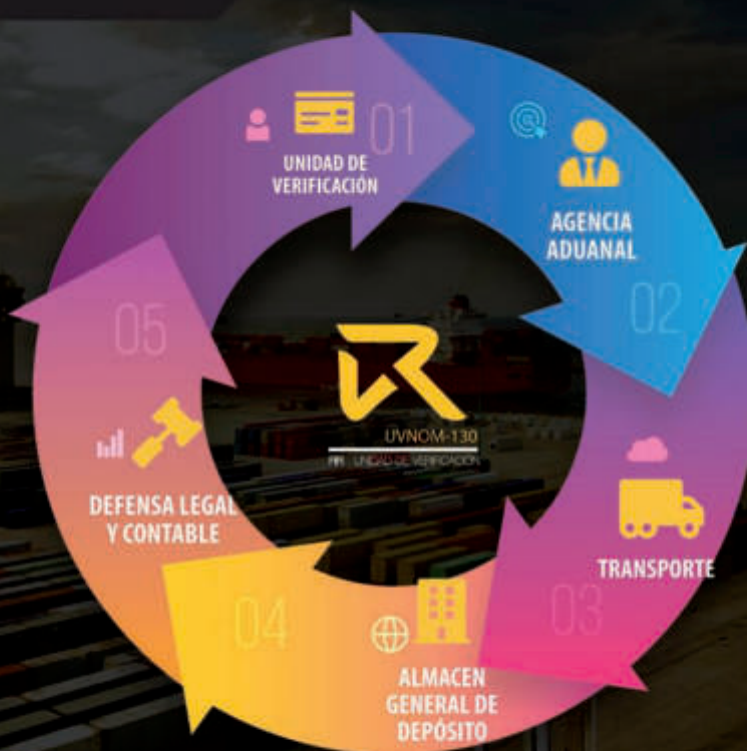 01
UNIDAD DE
VERIFICACIÓN
AGENCIA
ADUANAL
02
TRANSPORTE
03
ALMACEN
GENERAL DE
DEPÓSITO
04
DEFENSA LEGAL
Y CONTABLE
05
UVNOM-130
UNIDAD DE VERIFICACION